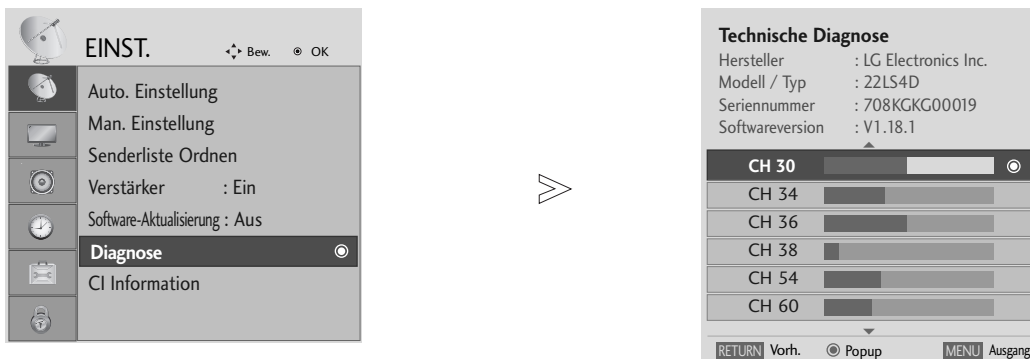 EINST.
Bew.
OK
Auto. Einstellung
Man. Einstellung
Senderliste Ordnen
Verstärker : Ein
Software-Aktualisierung : Aus
Diagnose
CI Information
Technische Diagnose
Hersteller : LG Electronics Inc.
Modell / Typ : 22LS4D
Seriennummer : 708KGKG00019
Softwareversion : V1.18.1
CH 30
CH 34
CH 36
CH 38
CH 54
CH 60
RETURN Vorh. Popup MENU Ausgang